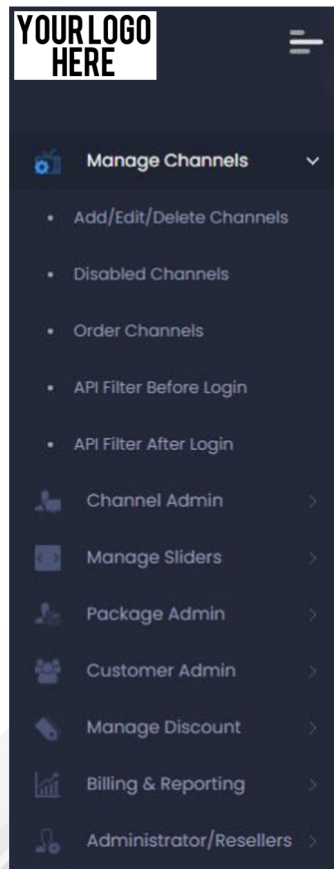 YOUR LOGO
HERE
Manage Channels
Add/Edit/Delete Channels
Disabled Channels
Order Channels
API Filter Before Login
API Filter After Login
Channel Admin
Manage Sliders
Package Admin
Customer Admin
Manage Discount
Billing & Reporting
Administrator/Resellers